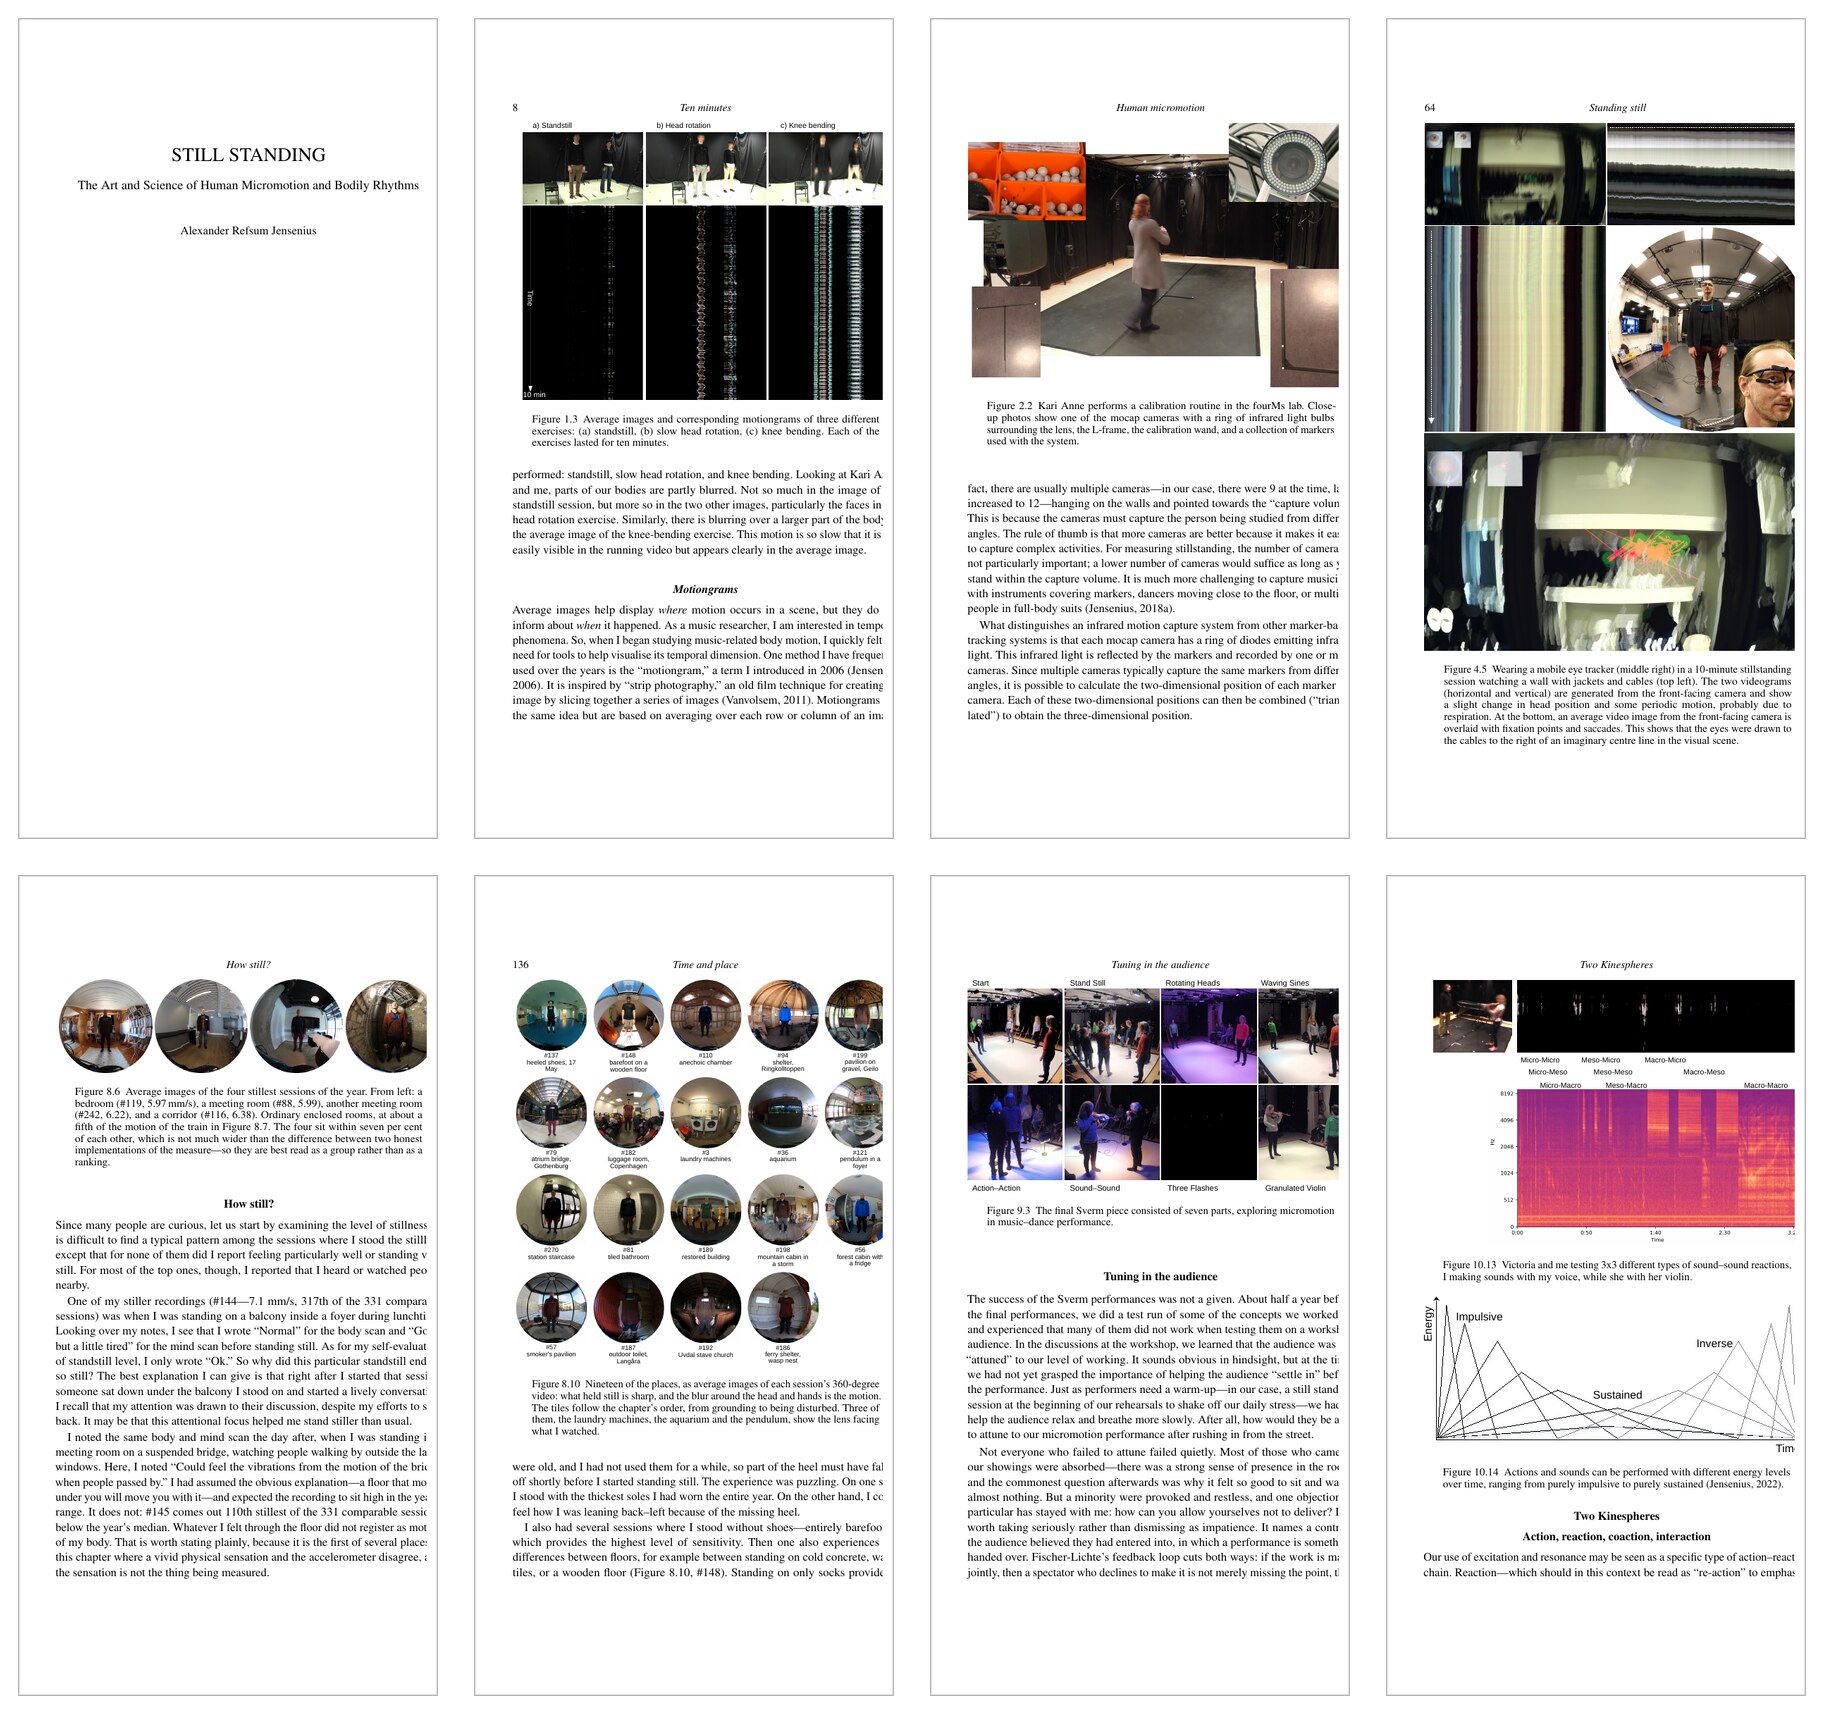 STILL STANDING
The Art and Science of Human Micromotion and Bodily Rhythms
Alexander Refsum Jensenius
8
Ten minutes
a) Standstill
b) Head rotation
c) Knee bending
Time
10 min
Figure 1.3 Average images and corresponding motiongrams of three different
exercises: (a) standstill, (b) slow head rotation, (c) knee bending. Each of the
exercises lasted for ten minutes.
performed: standstill, slow head rotation, and knee bending. Looking at Kari
and me, parts of our bodies are partly blurred. Not so much in the image of
standstill session, but more so in the two other images, particularly the faces in
head rotation exercise. Similarly, there is blurring over a larger part of the body
the average image of the knee-bending exercise. This motion is so slow that it is
easily visible in the running video but appears clearly in the average image.
Motiongrams
Average images help display where motion occurs in a scene, but they do
inform about when it happened. As a music researcher, I am interested in
phenomena. So, when I began studying music-related body motion, I quickly felt
need for tools to help visualise its temporal dimension. One method I have
used over the years is the “motiongram,” a term I introduced in 2006
2006). It is inspired by “strip photography,” an old film technique for creating
image by slicing together a series of images (Vanvolsem, 2011). Motiongrams
the same idea but are based on averaging over each row or column of an
Human micromotion
Figure 2.2 Kari Anne performs a calibration routine in the fourMs lab. Close-
up photos show one of the mocap cameras with a ring of infrared light bulbs
surrounding the lens, the L-frame, the calibration wand, and a collection of markers
used with the system.
fact, there are usually multiple cameras—in our case, there were 9 at the time,
increased to 12—hanging on the walls and pointed towards the “capture
This is because the cameras must capture the person being studied from
angles. The rule of thumb is that more cameras are better because it makes it
to capture complex activities. For measuring stillstanding, the number of
not particularly important; a lower number of cameras would suffice as long as
stand within the capture volume. It is much more challenging to capture
with instruments covering markers, dancers moving close to the floor, or
people in full-body suits (Jensenius, 2018a).
What distinguishes an infrared motion capture system from other
tracking systems is that each mocap camera has a ring of diodes emitting
light. This infrared light is reflected by the markers and recorded by one or
cameras. Since multiple cameras typically capture the same markers from
angles, it is possible to calculate the two-dimensional position of each marker
camera. Each of these two-dimensional positions can then be combined
lated”) to obtain the three-dimensional position.
64
Standing still
Figure 4.5 Wearing a mobile eye tracker (middle right) in a 10-minute stillstanding
session watching a wall with jackets and cables (top left). The two videograms
(horizontal and vertical) are generated from the front-facing camera and show
a slight change in head position and some periodic motion, probably due to
respiration. At the bottom, an average video image from the front-facing camera is
overlaid with fixation points and saccades. This shows that the eyes were drawn to
the cables to the right of an imaginary centre line in the visual scene.
How still?
Figure 8.6 Average images of the four stillest sessions of the year. From left: a
bedroom (#119, 5.97 mm/s), a meeting room (#88, 5.99), another meeting room
(#242, 6.22), and a corridor (#116, 6.38). Ordinary enclosed rooms, at about a
fifth of the motion of the train in Figure 8.7. The four sit within seven per cent
of each other, which is not much wider than the difference between two honest
implementations of the measure—so they are best read as a group rather than as a
ranking.
How still?
Since many people are curious, let us start by examining the level of stillness
is difficult to find a typical pattern among the sessions where I stood the
except that for none of them did I report feeling particularly well or standing
still. For most of the top ones, though, I reported that I heard or watched
nearby.
One of my stiller recordings (#144—7.1 mm/s, 317th of the 331
sessions) was when I was standing on a balcony inside a foyer during
Looking over my notes, I see that I wrote “Normal” for the body scan and
but a little tired” for the mind scan before standing still. As for my
of standstill level, I only wrote “Ok.” So why did this particular standstill end
so still? The best explanation I can give is that right after I started that
someone sat down under the balcony I stood on and started a lively
I recall that my attention was drawn to their discussion, despite my efforts to
back. It may be that this attentional focus helped me stand stiller than usual.
I noted the same body and mind scan the day after, when I was standing
meeting room on a suspended bridge, watching people walking by outside the
windows. Here, I noted “Could feel the vibrations from the motion of the
when people passed by.” I had assumed the obvious explanation—a floor that
under you will move you with it—and expected the recording to sit high in the
range. It does not: #145 comes out 110th stillest of the 331 comparable
below the year’s median. Whatever I felt through the floor did not register as
of my body. That is worth stating plainly, because it is the first of several
this chapter where a vivid physical sensation and the accelerometer disagree,
the sensation is not the thing being measured.
136
Time and place
#137
heeled shoes, 17
May
#148
barefoot on a
wooden floor
#110
anechoic chamber
#94
shelter,
Ringkolltoppen
#199
pavilion on
gravel, Geilo
#79
atrium bridge,
Gothenburg
#182
luggage room,
Copenhagen
#3
laundry machines
#36
aquarium
#121
pendulum in a
foyer
#270
station staircase
#81
tiled bathroom
#189
restored building
#198
mountain cabin in
a storm
#56
forest cabin with
a fridge
#57
smoker's pavilion
#187
outdoor toilet,
Langåra
#192
Uvdal stave church
#186
ferry shelter,
wasp nest
Figure 8.10 Nineteen of the places, as average images of each session’s 360-degree
video: what held still is sharp, and the blur around the head and hands is the motion.
The tiles follow the chapter’s order, from grounding to being disturbed. Three of
them, the laundry machines, the aquarium and the pendulum, show the lens facing
what I watched.
were old, and I had not used them for a while, so part of the heel must have
off shortly before I started standing still. The experience was puzzling. On one
I stood with the thickest soles I had worn the entire year. On the other hand, I
feel how I was leaning back–left because of the missing heel.
I also had several sessions where I stood without shoes—entirely
which provides the highest level of sensitivity. Then one also experiences
differences between floors, for example between standing on cold concrete,
tiles, or a wooden floor (Figure 8.10, #148). Standing on only socks
Tuning in the audience
Start
Stand Still
Rotating Heads
Waving Sines
Action–Action
Sound–Sound
Three Flashes
Granulated Violin
Figure 9.3 The final Sverm piece consisted of seven parts, exploring micromotion
in music–dance performance.
Tuning in the audience
The success of the Sverm performances was not a given. About half a year
the final performances, we did a test run of some of the concepts we worked
and experienced that many of them did not work when testing them on a
audience. In the discussions at the workshop, we learned that the audience was
“attuned” to our level of working. It sounds obvious in hindsight, but at the
we had not yet grasped the importance of helping the audience “settle in”
the performance. Just as performers need a warm-up—in our case, a still stand
session at the beginning of our rehearsals to shake off our daily stress—we
help the audience relax and breathe more slowly. After all, how would they be
to attune to our micromotion performance after rushing in from the street.
Not everyone who failed to attune failed quietly. Most of those who came
our showings were absorbed—there was a strong sense of presence in the
and the commonest question afterwards was why it felt so good to sit and
almost nothing. But a minority were provoked and restless, and one objection
particular has stayed with me: how can you allow yourselves not to deliver?
worth taking seriously rather than dismissing as impatience. It names a
the audience believed they had entered into, in which a performance is
handed over. Fischer-Lichte’s feedback loop cuts both ways: if the work is
jointly, then a spectator who declines to make it is not merely missing the point,
Two Kinespheres
Micro-Micro
Meso-Micro
Macro-Micro
Micro-Meso
Meso-Meso
Macro-Meso
Micro-Macro
Meso-Macro
Macro-Macro
8192
4096
2048
1024
512
0
Hz
0:00
0:50
1:40
2:30
Time
Figure 10.13 Victoria and me testing 3x3 different types of sound–sound reactions,
I making sounds with my voice, while she with her violin.
Energy
Impulsive
Inverse
Sustained
Figure 10.14 Actions and sounds can be performed with different energy levels
over time, ranging from purely impulsive to purely sustained (Jensenius, 2022).
Two Kinespheres
Action, reaction, coaction, interaction
Our use of excitation and resonance may be seen as a specific type of
chain. Reaction—which should in this context be read as “re-action” to